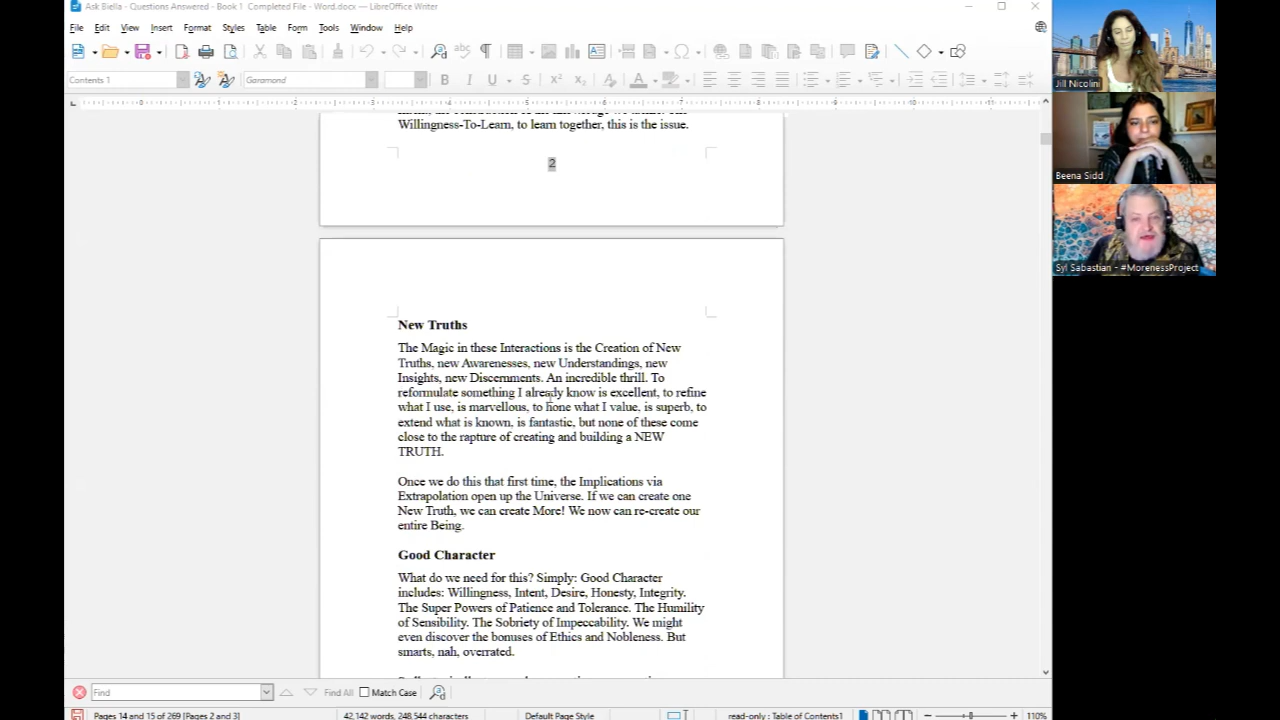 Ask Biella - Questions Answered - Book 1 Completed File - Word.docx — LibreOffice Writer
File Edit View Insert Format Styles Table Form Tools Window Help
Contents 1
Garamond
Willingness-To-Learn, to learn together, this is the issue.
2
New Truths
The Magic in these Interactions is the Creation of New
Truths, new Awarenesses, new Understandings, new
Insights, new Discernments. An incredible thrill. To
reformulate something I already know is excellent, to refine
what I use, is marvellous, to hone what I value, is superb, to
extend what is known, is fantastic, but none of these come
close to the rapture of creating and building a NEW
TRUTH.
Once we do this that first time, the Implications via
Extrapolation open up the Universe. If we can create one
New Truth, we can create More! We now can re-create our
entire Being.
Good Character
What do we need for this? Simply: Good Character
includes: Willingness, Intent, Desire, Honesty, Integrity.
The Super Powers of Patience and Tolerance. The Humility
of Sensibility. The Sobriety of Impeccability. We might
even discover the bonuses of Ethics and Nobleness. But
smarts, nah, overrated.
Find
Find All
Match Case
Pages 14 and 15 of 269 [Pages 2 and 3]
42,142 words, 248,544 characters
Default Page Style
read-only : Table of Contents1
110%
Jill Nicolini
Beena Sidd
Syl Sabastian - #MorenessProject